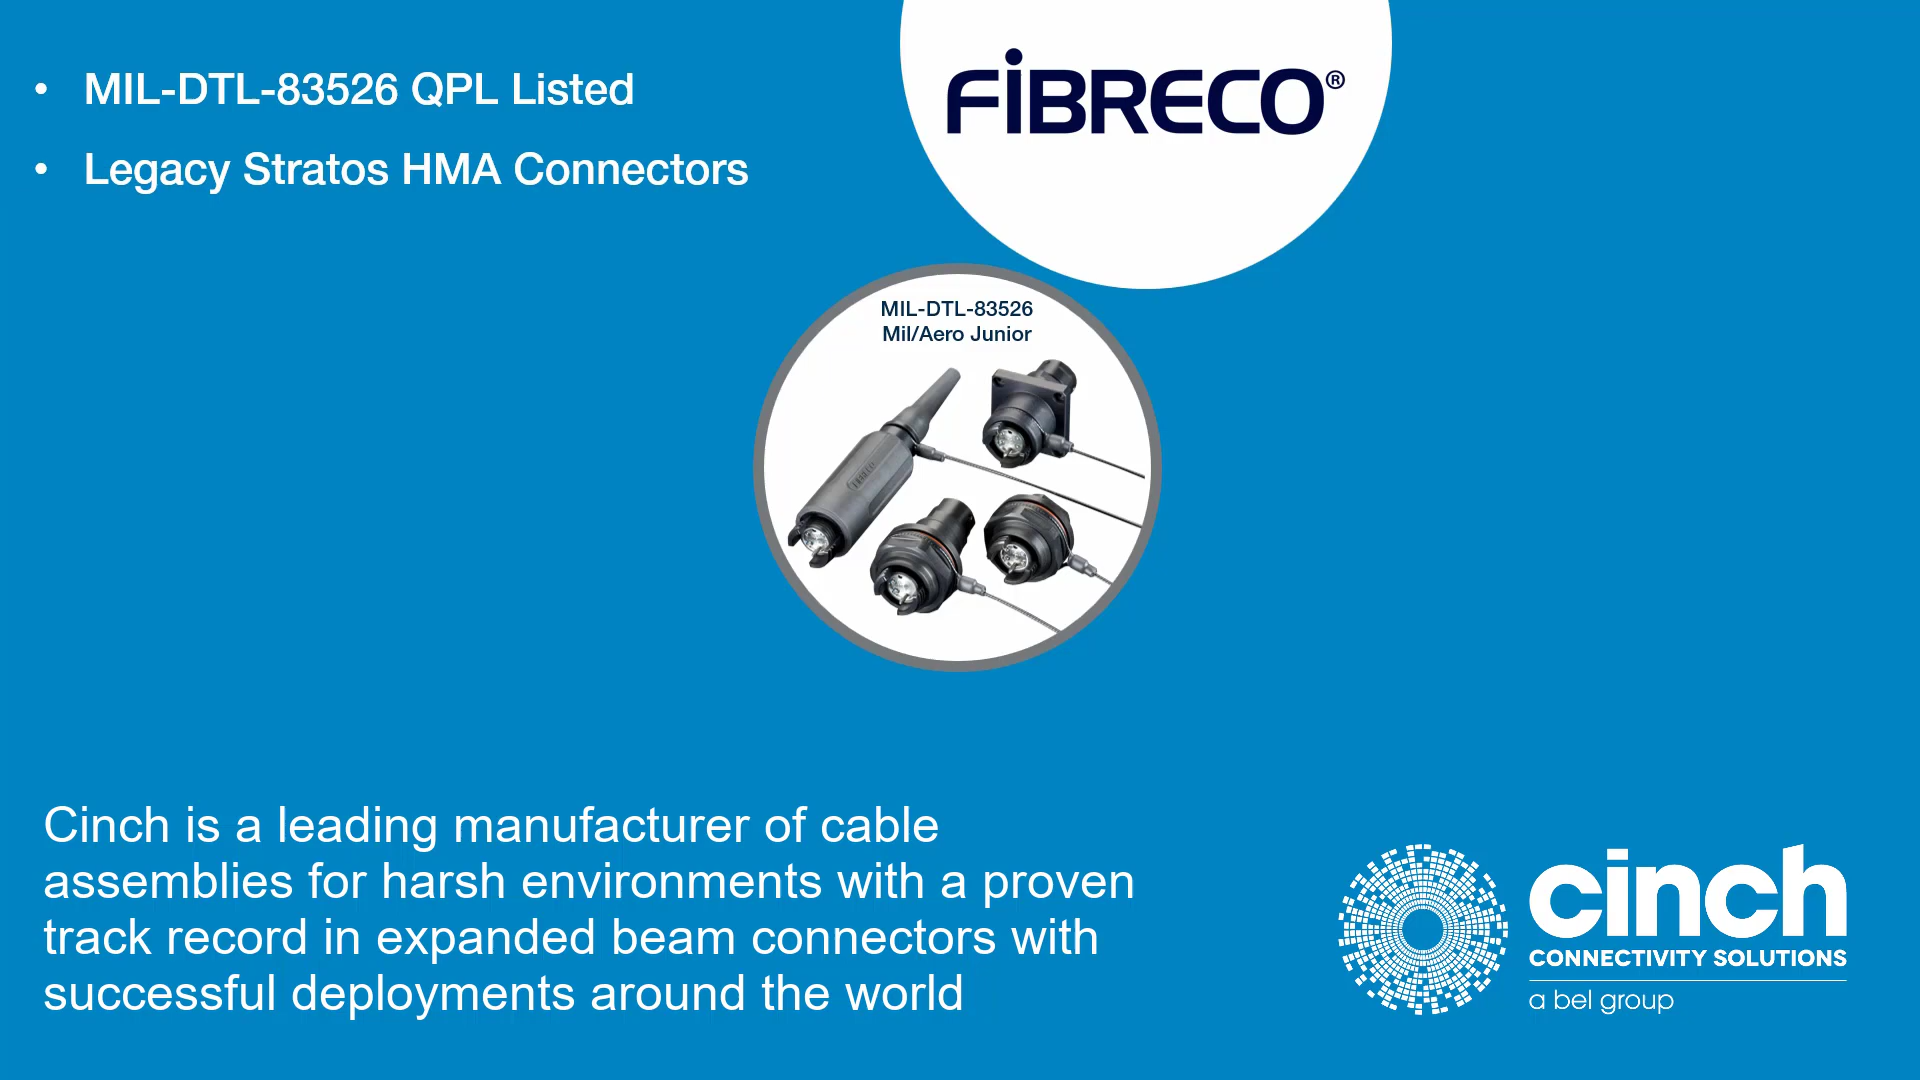 • MIL-DTL-83526 QPL Listed
• Legacy Stratos HMA Connectors
FiBRECO®
MIL-DTL-83526
Mil/Aero Junior
FIBRECO
Cinch is a leading manufacturer of cable
assemblies for harsh environments with a proven
track record in expanded beam connectors with
successful deployments around the world
cinch
CONNECTIVITY SOLUTIONS
a bel group